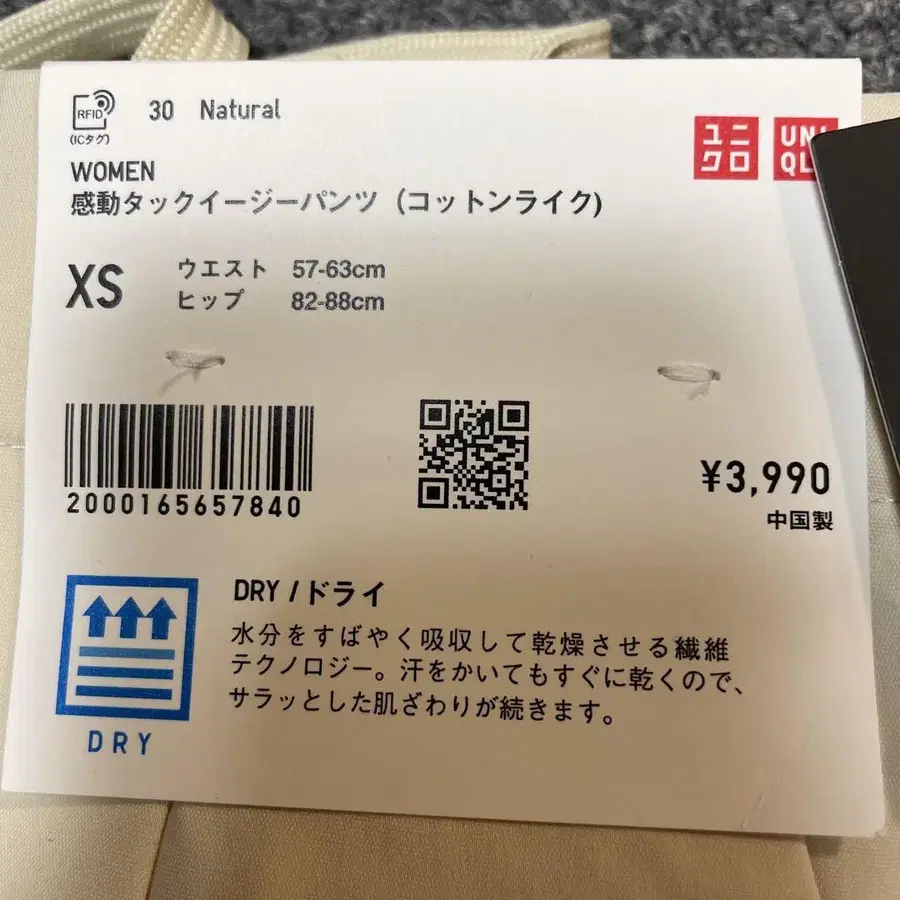 RFID
(ICタグ)
30 Natural
ユニ
クロ
UNI
QL
WOMEN
感動タックイージーパンツ（コットンライク)
XS
ウエスト 57-63cm
ヒップ 82-88cm
2000165657840
¥3,990
中国製
DRY
DRY / ドライ
水分をすばやく吸収して乾燥させる繊維
テクノロジー。汗をかいてもすぐに乾くので、
サラッとした肌ざわりが続きます。